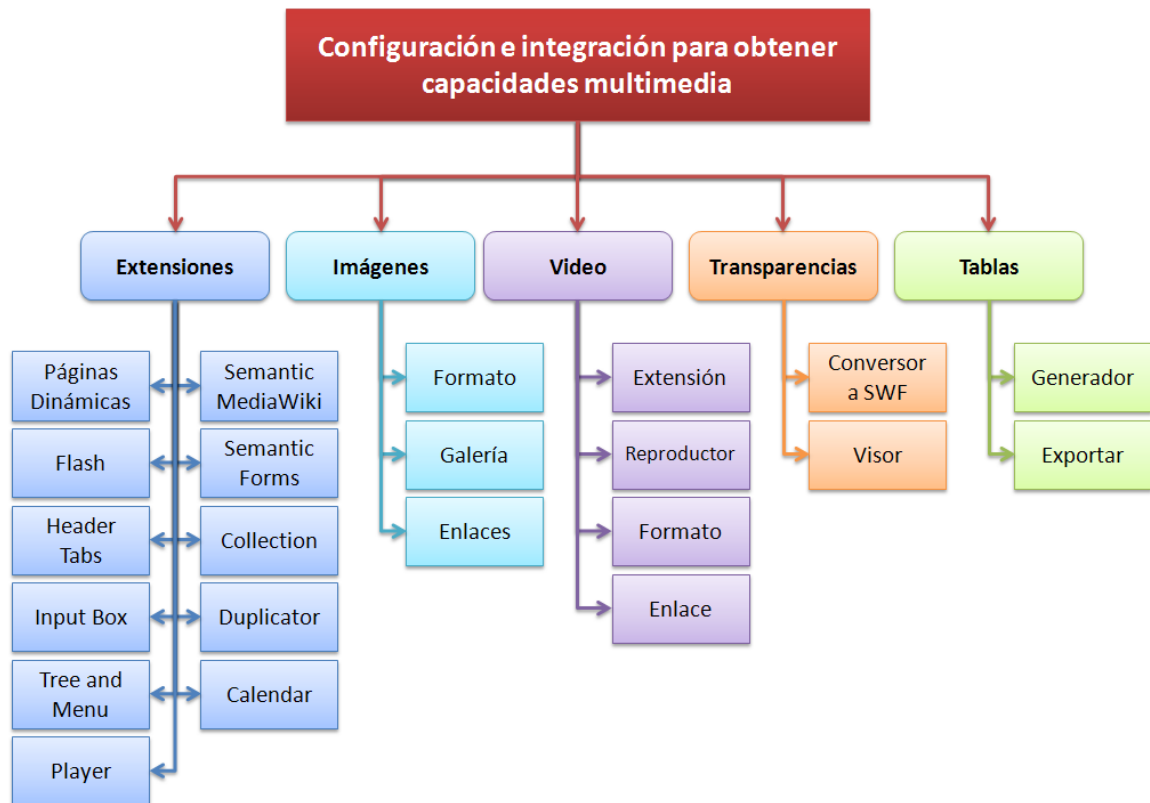 Configuración e integración para obtener
capacidades multimedia
Extensiones
Imágenes
Video
Transparencias
Tablas
Páginas
Dinámicas
Semantic
MediaWiki
Flash
Semantic
Forms
Header
Tabs
Collection
Input Box
Duplicator
Tree and
Menu
Calendar
Player
Formato
Galería
Enlaces
Extensión
Reproductor
Formato
Enlace
Conversor
a SWF
Visor
Generador
Exportar